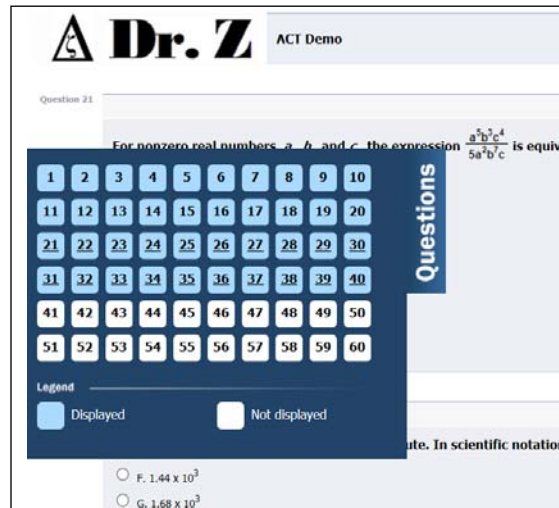 Dr. Z ACT Demo
Question 21
For nonzero real numbers, a, b, and c, the expression a⁵b³c⁴/5a²b⁷c is equiv
Questions
1 2 3 4 5 6 7 8 9 10
11 12 13 14 15 16 17 18 19 20
21 22 23 24 25 26 27 28 29 30
31 32 33 34 35 36 37 38 39 40
41 42 43 44 45 46 47 48 49 50
51 52 53 54 55 56 57 58 59 60
Legend
Displayed Not displayed
ute. In scientific notation
F. 1.44 x 10³
G. 1.68 x 10³